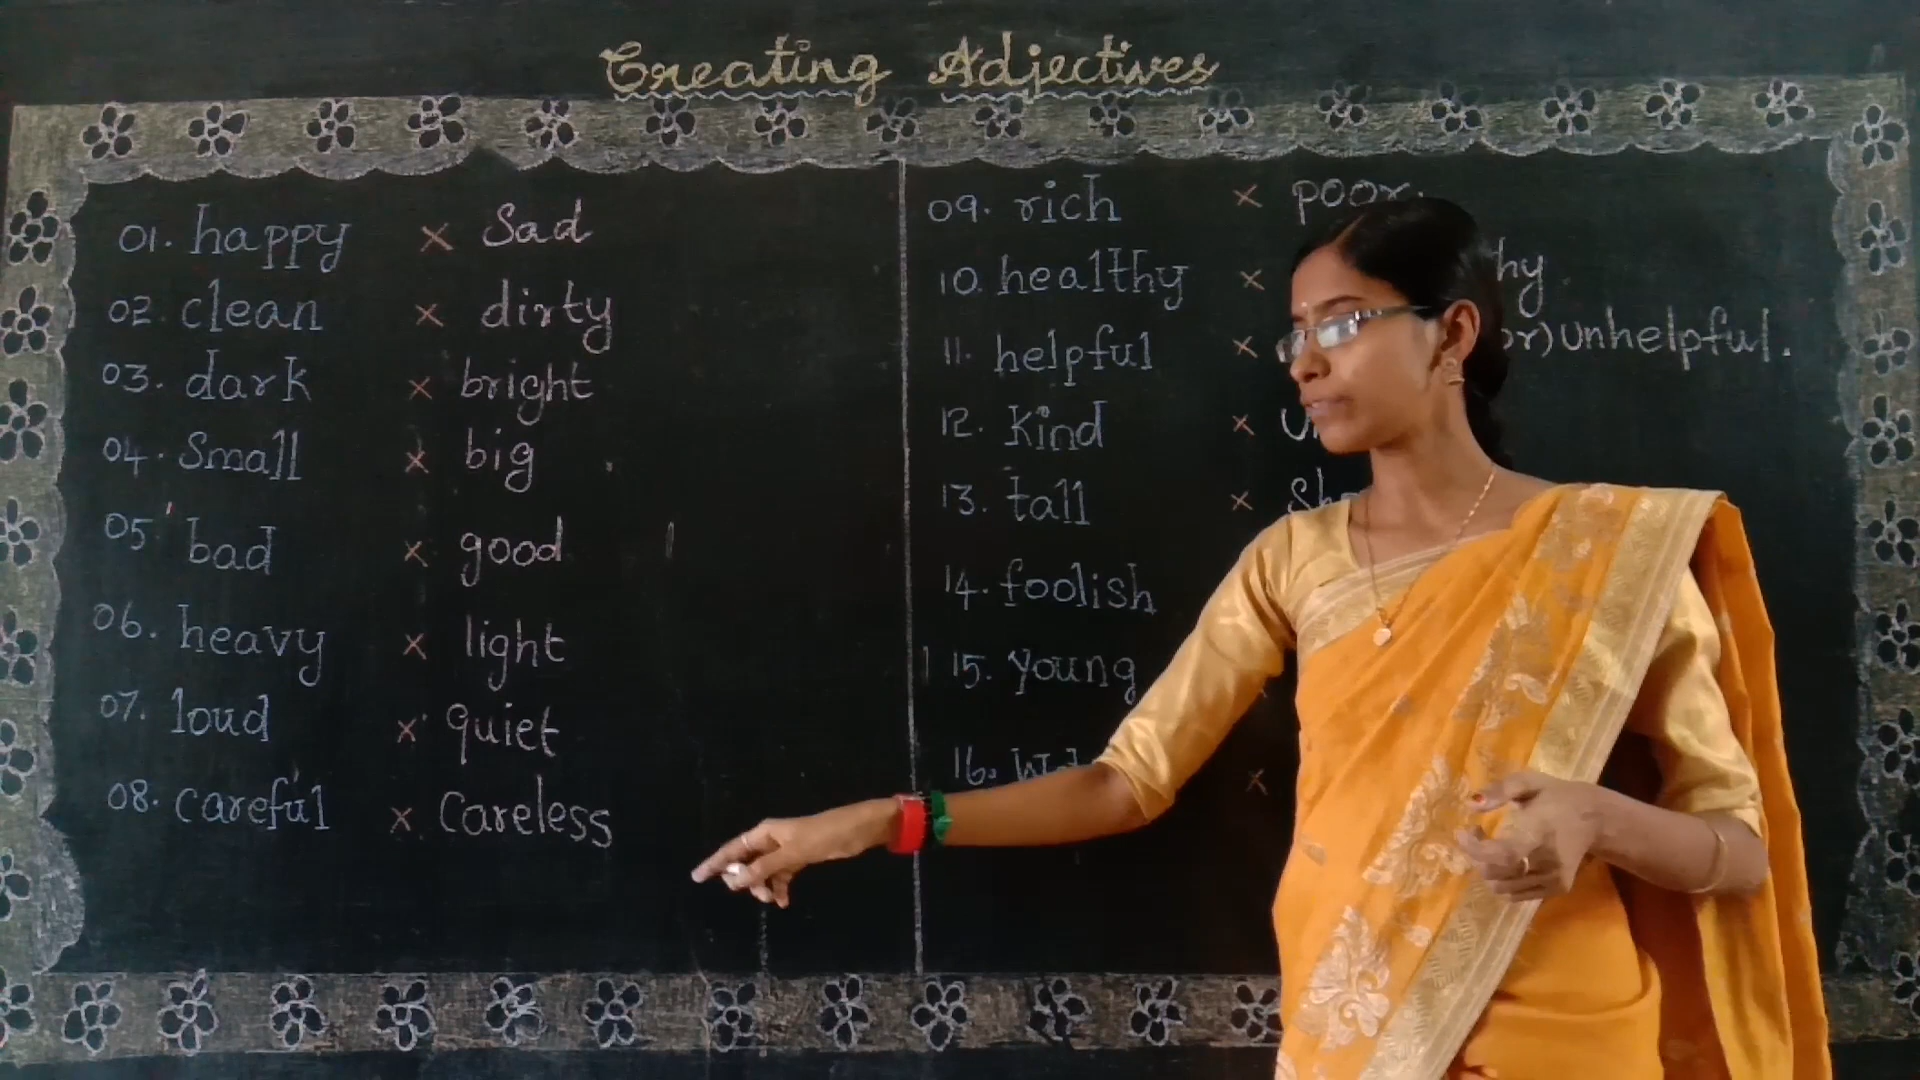 Creating Adjectives
01. happy × Sad
02. clean × dirty
03. dark × bright
04. Small × big
05. bad × good
06. heavy × light
07. loud × quiet
08. careful × Careless
09. rich × poor.
10. healthy ×
11. helpful × unhelpful.
12. kind ×
13. tall ×
14. foolish
15. young
16. ×